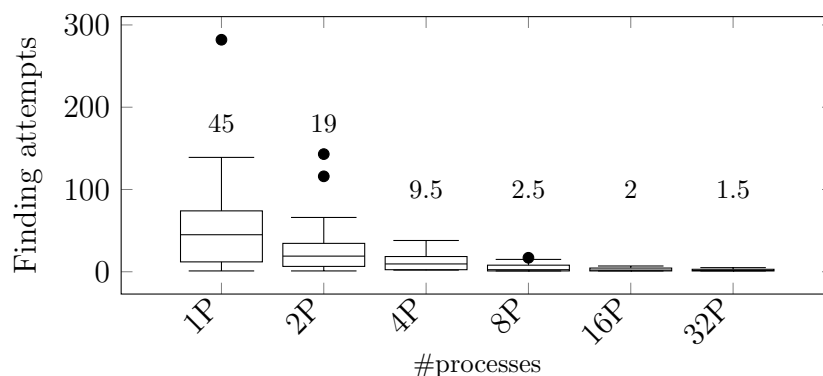 300
200
100
0
Finding attempts
45
19
9.5
2.5
2
1.5
1P
2P
4P
8P
16P
32P
#processes